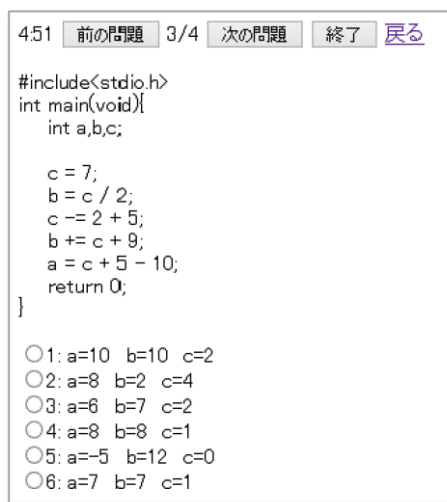 4:51 前の問題 3/4 次の問題 終了 戻る
#include<stdio.h>
int main(void){
int a,b,c;
c = 7;
b = c / 2;
c -= 2 + 5;
b += c + 9;
a = c + 5 - 10;
return 0;
}
1: a=10 b=10 c=2
2: a=8 b=2 c=4
3: a=6 b=7 c=2
4: a=8 b=8 c=1
5: a=-5 b=12 c=0
6: a=7 b=7 c=1